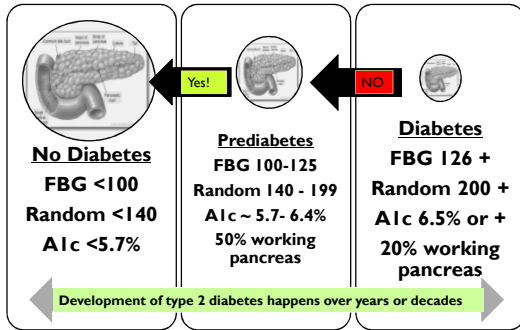 No Diabetes
FBG <100
Random <140
A1c <5.7%
Yes!
Prediabetes
FBG 100-125
Random 140 - 199
A1c ~ 5.7- 6.4%
50% working
pancreas
NO
Diabetes
FBG 126 +
Random 200 +
A1c 6.5% or +
20% working
pancreas
Development of type 2 diabetes happens over years or decades